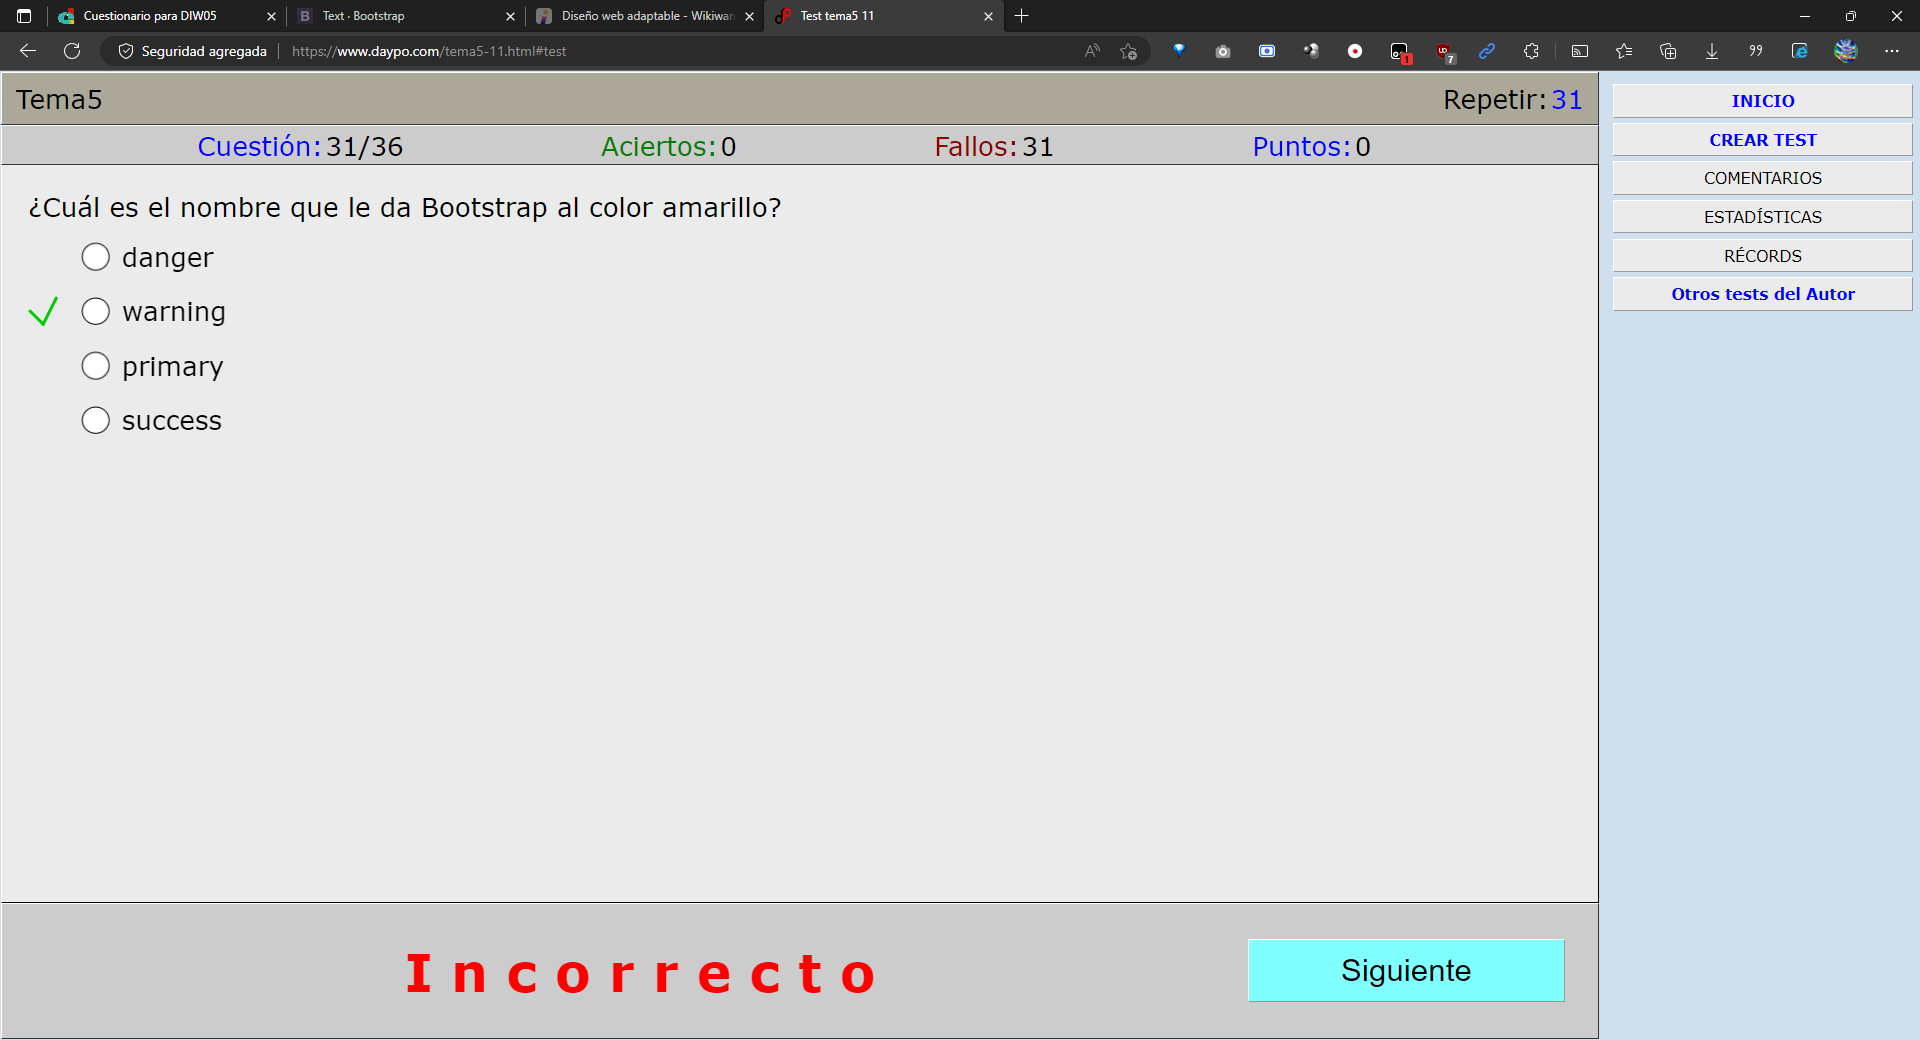 Cuestionario para DIW05
Text · Bootstrap
Diseño web adaptable - Wikiwan
Test tema5 11
Seguridad agregada
https://www.daypo.com/tema5-11.html#test
1
7
Tema5
Repetir: 31
Cuestión: 31/36
Aciertos: 0
Fallos: 31
Puntos: 0
¿Cuál es el nombre que le da Bootstrap al color amarillo?
danger
warning
primary
success
Incorrecto
Siguiente
INICIO
CREAR TEST
COMENTARIOS
ESTADÍSTICAS
RÉCORDS
Otros tests del Autor